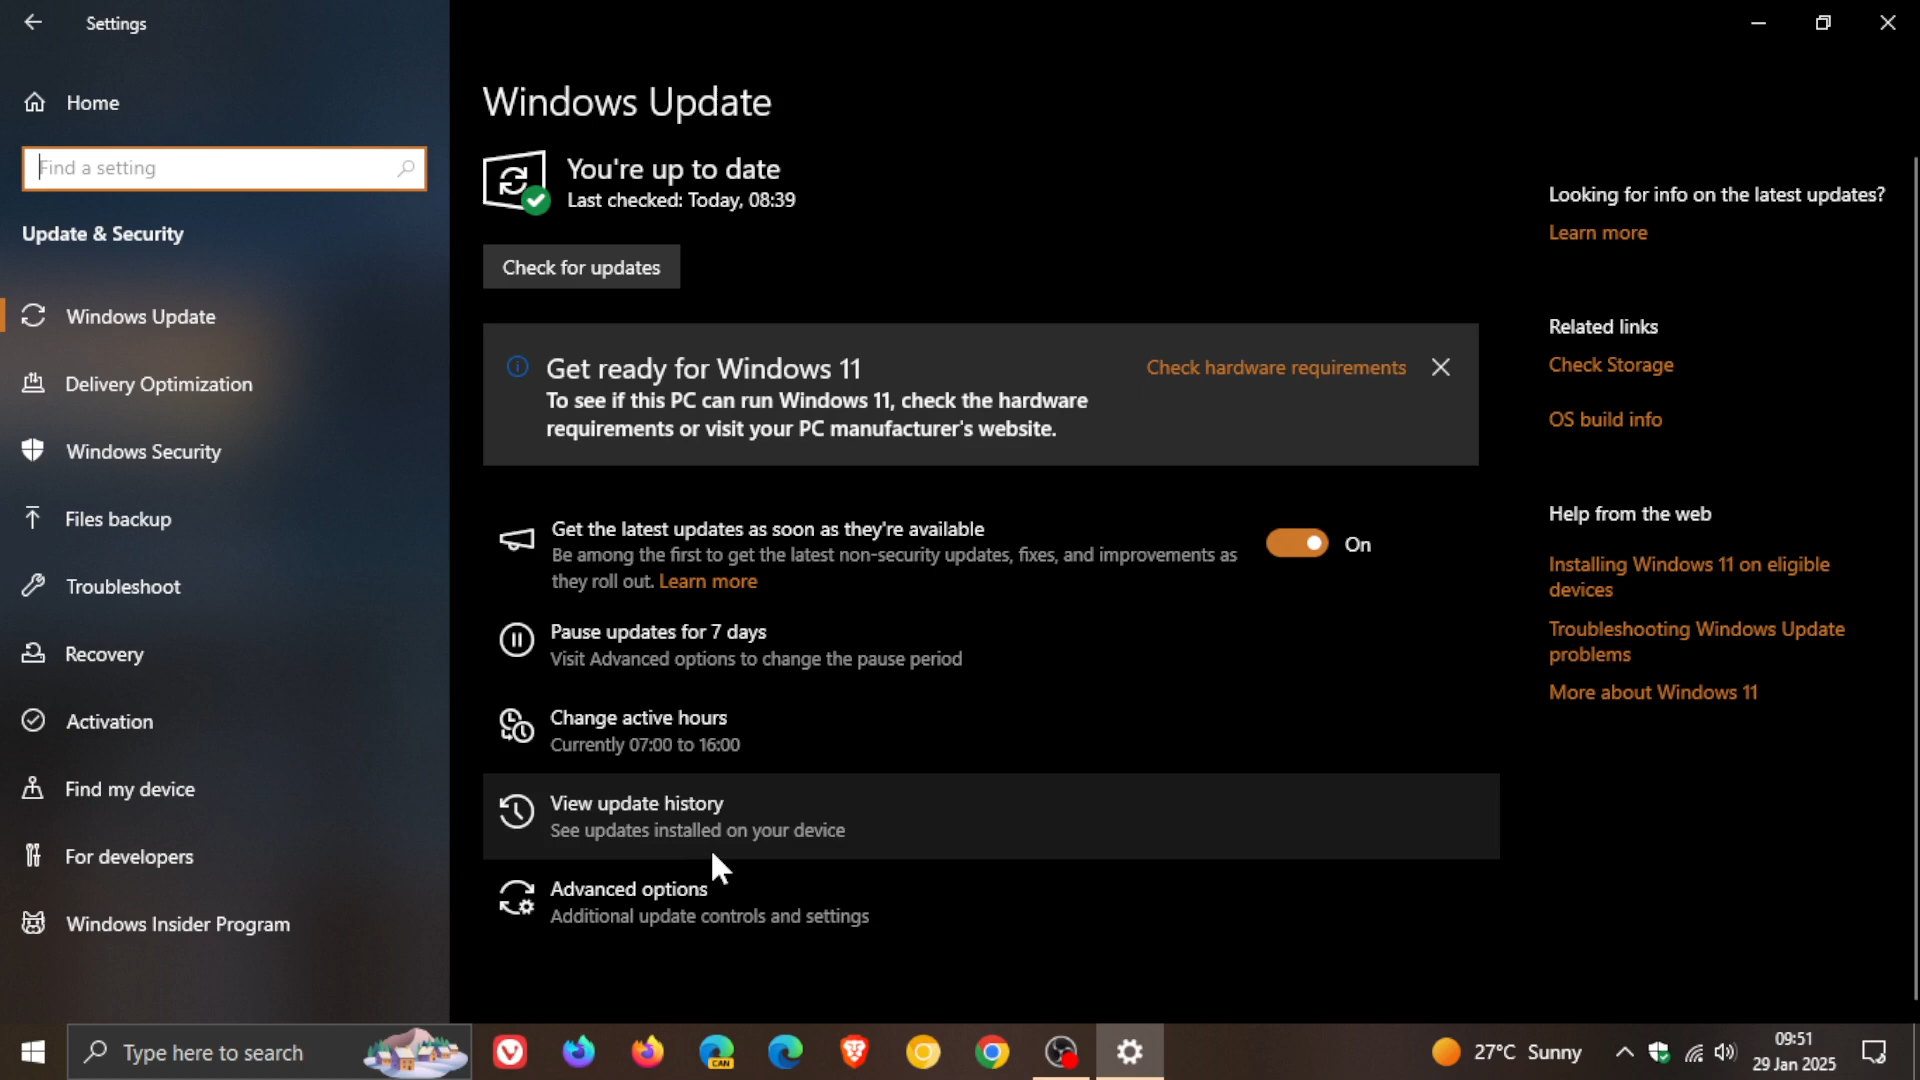 Settings
Home
Find a setting
Update & Security
Windows Update
Delivery Optimization
Windows Security
Files backup
Troubleshoot
Recovery
Activation
Find my device
For developers
Windows Insider Program
Windows Update
You're up to date
Last checked: Today, 08:39
Check for updates
Get ready for Windows 11
To see if this PC can run Windows 11, check the hardware
requirements or visit your PC manufacturer's website.
Check hardware requirements
Get the latest updates as soon as they're available
Be among the first to get the latest non-security updates, fixes, and improvements as
they roll out. Learn more
On
Pause updates for 7 days
Visit Advanced options to change the pause period
Change active hours
Currently 07:00 to 16:00
View update history
See updates installed on your device
Advanced options
Additional update controls and settings
Looking for info on the latest updates?
Learn more
Related links
Check Storage
OS build info
Help from the web
Installing Windows 11 on eligible
devices
Troubleshooting Windows Update
problems
More about Windows 11
Type here to search
CAN
27°C Sunny
09:51
29 Jan 2025